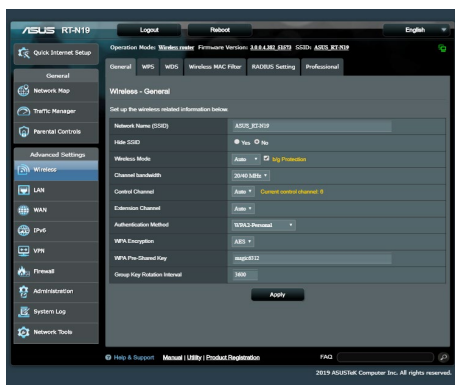 ASUS RT-N19
Logout
Reboot
English
Quick Internet Setup
Operation Mode: Wireless router Firmware Version: 3.0.0.4.382_51573 SSID: ASUS_RT-N19
General WPS WDS Wireless MAC Filter RADIUS Setting Professional
General
Network Map
Traffic Manager
Parental Controls
Advanced Settings
Wireless
LAN
WAN
IPv6
VPN
Firewall
Administration
System Log
Network Tools
Wireless - General
Set up the wireless related information below.
Network Name (SSID) ASUS_RT-N19
Hide SSID Yes No
Wireless Mode Auto b/g Protection
Channel bandwidth 20/40 MHz
Control Channel Auto Current control channel:
Extension Channel Auto
Authentication Method WPA2-Personal
WPA Encryption AES
WPA Pre-Shared Key magic0312
Group Key Rotation Interval 3600
Apply
Help & Support Manual | Utility | Product Registration FAQ
2019 ASUSTeK Computer Inc. All rights reserved.